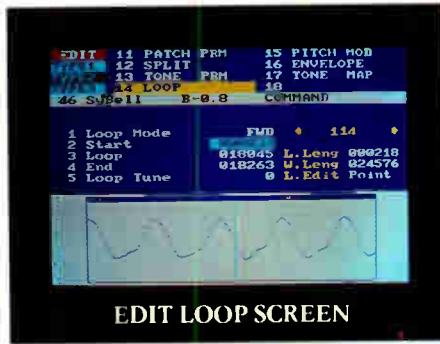 EDIT 11 PATCH PRM 15 PITCH MOD
12 SPLIT 16 ENVELOPE
13 TONE PRM 17 TONE MAP
14 LOOP 18
46 SWBell B-0.8 COMMAND
1 Loop Mode FWD 114
2 Start
3 Loop 018045 L.Leng 000218
4 End 018263 W.Leng 024576
5 Loop Tune 0 L.Edit Point
EDIT LOOP SCREEN